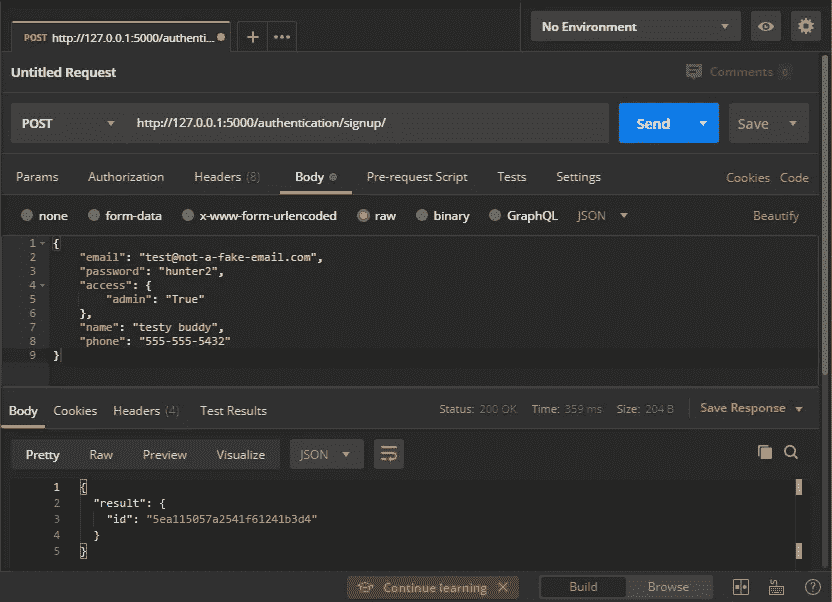 POST http://127.0.0.1:5000/authenti...
No Environment
Untitled Request
Comments 0
POST http://127.0.0.1:5000/authentication/signup/ Send Save
Params Authorization Headers (8) Body Pre-request Script Tests Settings Cookies Code
none form-data x-www-form-urlencoded raw binary GraphQL JSON Beautify
1 {
2 "email": "test@not-a-fake-email.com",
3 "password": "hunter2",
4 "access": {
5 "admin": "True"
6 },
7 "name": "testy buddy",
8 "phone": "555-555-5432"
9 }
Body Cookies Headers (4) Test Results Status: 200 OK Time: 359 ms Size: 204 B Save Response
Pretty Raw Preview Visualize JSON
1 {
2 "result": {
3 "id": "5ea115057a2541f61241b3d4"
4 }
5 }
Continue learning Build Browse